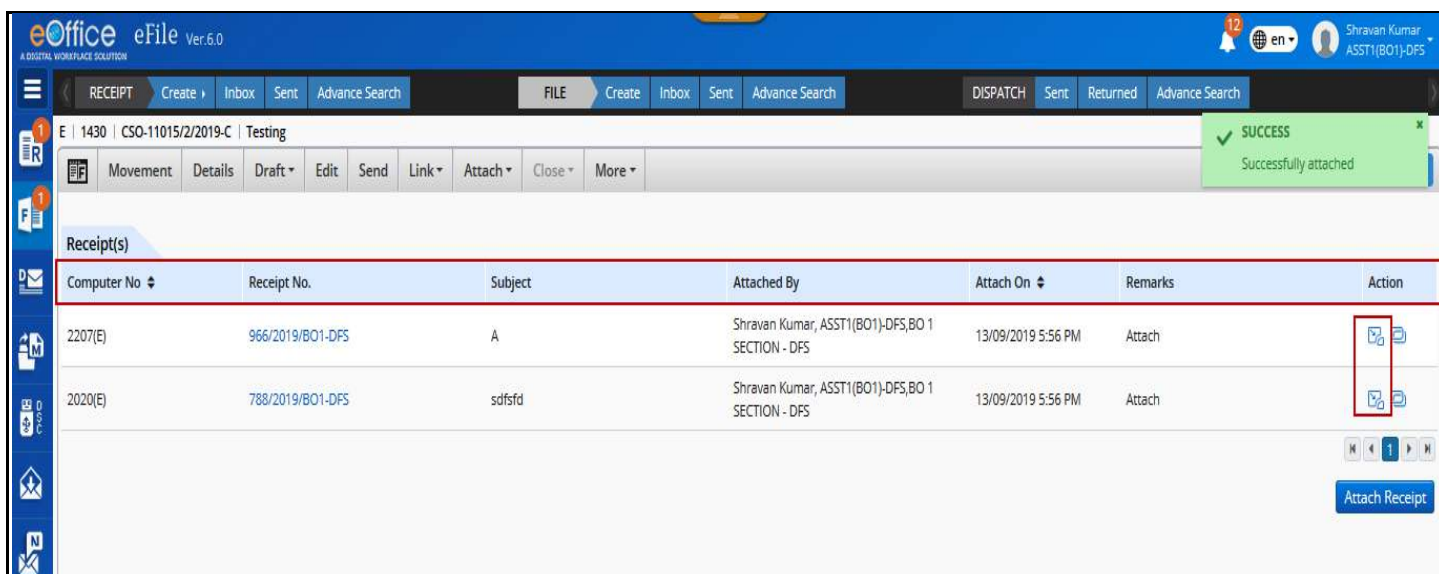 eOffice eFile Ver.6.0
A DIGITAL WORKPLACE SOLUTION
12
en
Shravan Kumar
ASST1(BO1)-DFS
RECEIPT Create Inbox Sent Advance Search FILE Create Inbox Sent Advance Search DISPATCH Sent Returned Advance Search
E | 1430 | CSO-11015/2/2019-C | Testing
SUCCESS x
Successfully attached
Movement Details Draft Edit Send Link Attach Close More
1
R
1
F
D
M
DSC
N
Receipt(s)
Computer No Receipt No. Subject Attached By Attach On Remarks Action
2207(E) 966/2019/BO1-DFS A Shravan Kumar, ASST1(BO1)-DFS,BO 1 13/09/2019 5:56 PM Attach
SECTION - DFS
2020(E) 788/2019/BO1-DFS sdfsfd Shravan Kumar, ASST1(BO1)-DFS,BO 1 13/09/2019 5:56 PM Attach
SECTION - DFS
1
Attach Receipt